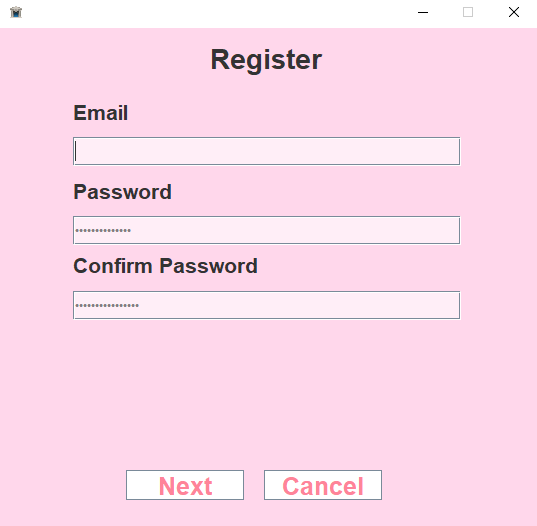 Register
Email
Password
••••••••••••••
Confirm Password
••••••••••••••••
Next Cancel